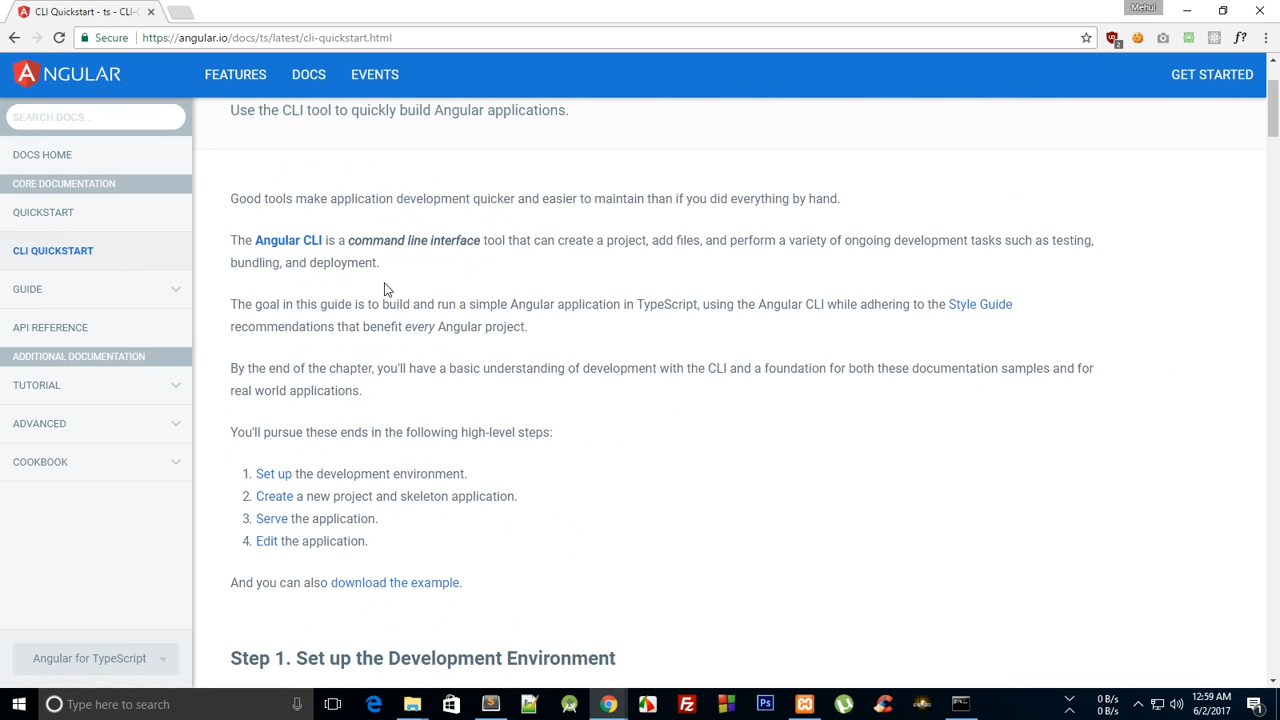 CLI Quickstart - ts - CLI-
Mehul
Secure
https://angular.io/docs/ts/latest/cli-quickstart.html
2
f?
ANGULAR
FEATURES
DOCS
EVENTS
GET STARTED
SEARCH DOCS...
DOCS HOME
CORE DOCUMENTATION
QUICKSTART
CLI QUICKSTART
GUIDE
API REFERENCE
ADDITIONAL DOCUMENTATION
TUTORIAL
ADVANCED
COOKBOOK
Angular for TypeScript
Use the CLI tool to quickly build Angular applications.
Good tools make application development quicker and easier to maintain than if you did everything by hand.
The Angular CLI is a command line interface tool that can create a project, add files, and perform a variety of ongoing development tasks such as testing,
bundling, and deployment.
The goal in this guide is to build and run a simple Angular application in TypeScript, using the Angular CLI while adhering to the Style Guide
recommendations that benefit every Angular project.
By the end of the chapter, you'll have a basic understanding of development with the CLI and a foundation for both these documentation samples and for
real world applications.
You'll pursue these ends in the following high-level steps:
1. Set up the development environment.
2. Create a new project and skeleton application.
3. Serve the application.
4. Edit the application.
And you can also download the example.
Step 1. Set up the Development Environment
Type here to search
0 B/s
0 B/s
12:59 AM
6/2/2017